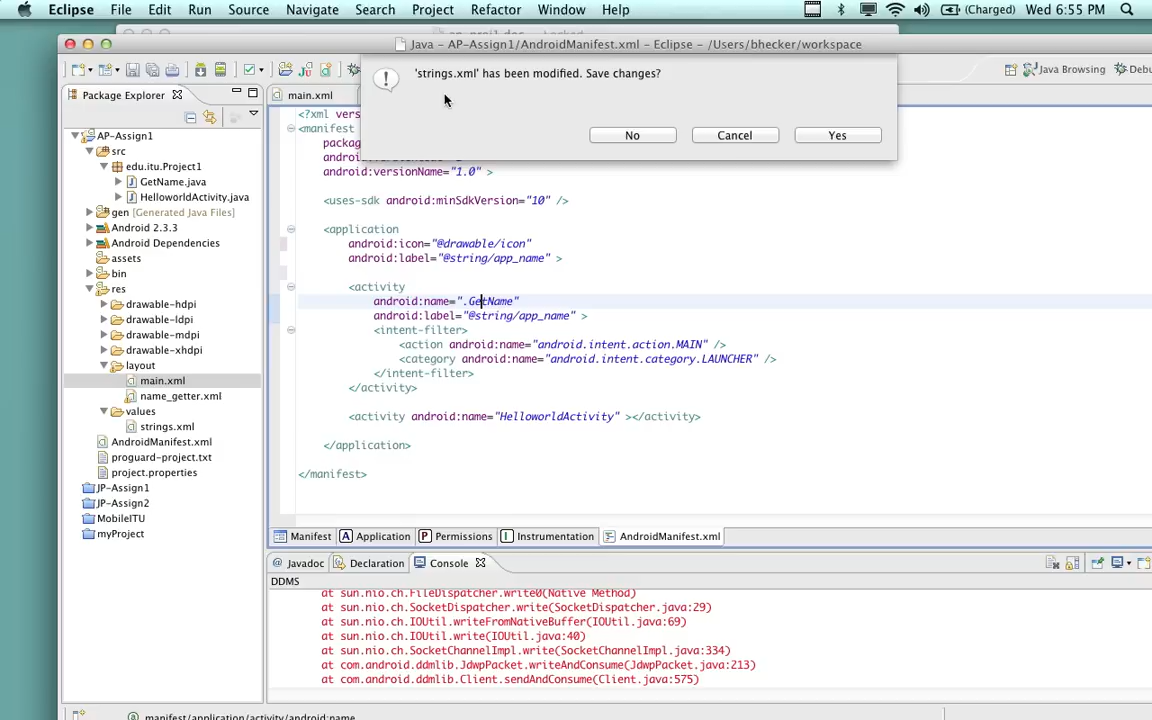 Eclipse File Edit Run Source Navigate Search Project Refactor Window Help (Charged) Wed 6:55 PM
Java - AP-Assign1/AndroidManifest.xml - Eclipse - /Users/bhecker/workspace
'strings.xml' has been modified. Save changes?
No Cancel Yes
Java Browsing Debu
Package Explorer
AP-Assign1
src
edu.itu.Project1
GetName.java
HelloworldActivity.java
gen [Generated Java Files]
Android 2.3.3
Android Dependencies
assets
bin
res
drawable-hdpi
drawable-ldpi
drawable-mdpi
drawable-xhdpi
layout
main.xml
name_getter.xml
values
strings.xml
AndroidManifest.xml
proguard-project.txt
project.properties
JP-Assign1
JP-Assign2
MobileITU
myProject
main.xml
<?xml vers
<manifest
packag
android:versionName="1.0" >
<uses-sdk android:minSdkVersion="10" />
<application
android:icon="@drawable/icon"
android:label="@string/app_name" >
<activity
android:name=".GetName"
android:label="@string/app_name" >
<intent-filter>
<action android:name="android.intent.action.MAIN" />
<category android:name="android.intent.category.LAUNCHER" />
</intent-filter>
</activity>
<activity android:name="HelloworldActivity" ></activity>
</application>
</manifest>
Manifest Application Permissions Instrumentation AndroidManifest.xml
Javadoc Declaration Console
DDMS
at sun.nio.ch.FileDispatcher.write0(Native Method)
at sun.nio.ch.SocketDispatcher.write(SocketDispatcher.java:29)
at sun.nio.ch.IOUtil.writeFromNativeBuffer(IOUtil.java:69)
at sun.nio.ch.IOUtil.write(IOUtil.java:40)
at sun.nio.ch.SocketChannelImpl.write(SocketChannelImpl.java:334)
at com.android.ddmlib.JdwpPacket.writeAndConsume(JdwpPacket.java:213)
at com.android.ddmlib.Client.sendAndConsume(Client.java:575)
manifest/application/activity/android:name